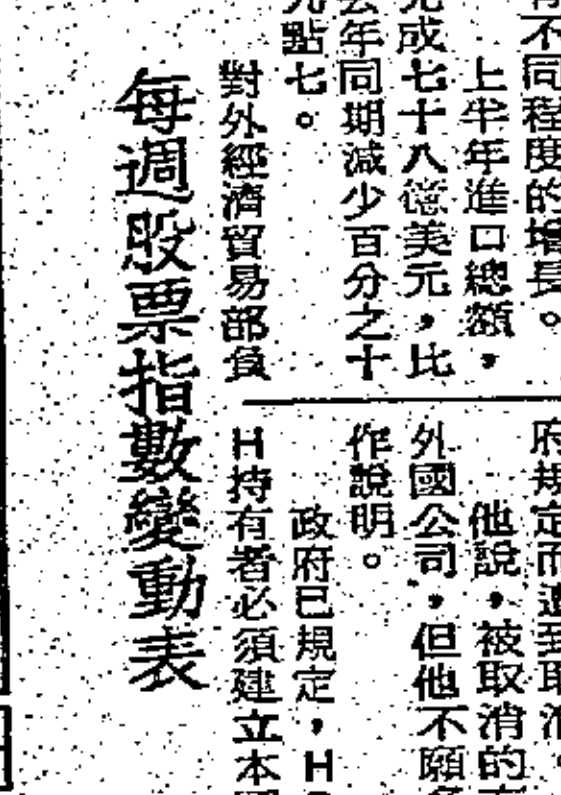 有不同程度的增長。
上半年進口總額，
完成七十八億美元，比
去年同期減少百分之十
九點七。
對外經濟貿易部負
府規定而遭到取消。
他說，被取消的
外國公司，但他不願
作說明。
政府已規定，H
H持有者必須建立本
每週股票指數變動表